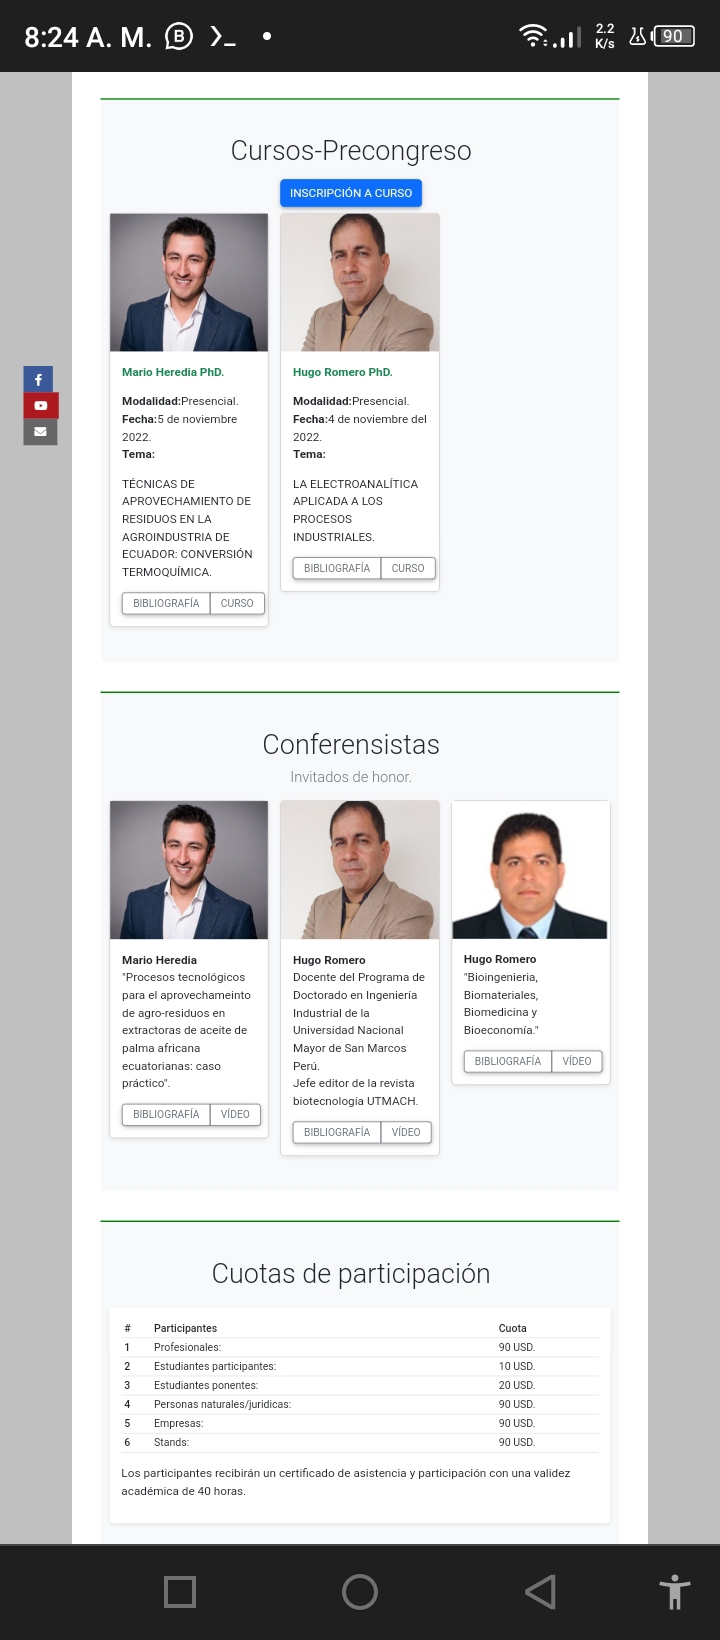 8:24 A. M.
2.2
K/s
90
Cursos-Precongreso
INSCRIPCIÓN A CURSO
Mario Heredia PhD.
Modalidad:Presencial.
Fecha:5 de noviembre
2022.
Tema:
TÉCNICAS DE
APROVECHAMIENTO DE
RESIDUOS EN LA
AGROINDUSTRIA DE
ECUADOR: CONVERSIÓN
TERMOQUÍMICA.
BIBLIOGRAFÍA CURSO
Hugo Romero PhD.
Modalidad:Presencial.
Fecha:4 de noviembre del
2022.
Tema:
LA ELECTROANALÍTICA
APLICADA A LOS
PROCESOS
INDUSTRIALES.
BIBLIOGRAFÍA CURSO
Conferensistas
Invitados de honor.
Mario Heredia
"Procesos tecnológicos
para el aprovechameinto
de agro-residuos en
extractoras de aceite de
palma africana
ecuatorianas: caso
práctico".
BIBLIOGRAFÍA VÍDEO
Hugo Romero
Docente del Programa de
Doctorado en Ingeniería
Industrial de la
Universidad Nacional
Mayor de San Marcos
Perú.
Jefe editor de la revista
biotecnología UTMACH.
BIBLIOGRAFÍA VÍDEO
Hugo Romero
"Bioingenieria,
Biomateriales,
Biomedicina y
Bioeconomía."
BIBLIOGRAFÍA VÍDEO
Cuotas de participación
# Participantes Cuota
1 Profesionales: 90 USD.
2 Estudiantes participantes: 10 USD.
3 Estudiantes ponentes: 20 USD.
4 Personas naturales/juridicas: 90 USD.
5 Empresas: 90 USD.
6 Stands: 90 USD.
Los participantes recibirán un certificado de asistencia y participación con una validez
académica de 40 horas.